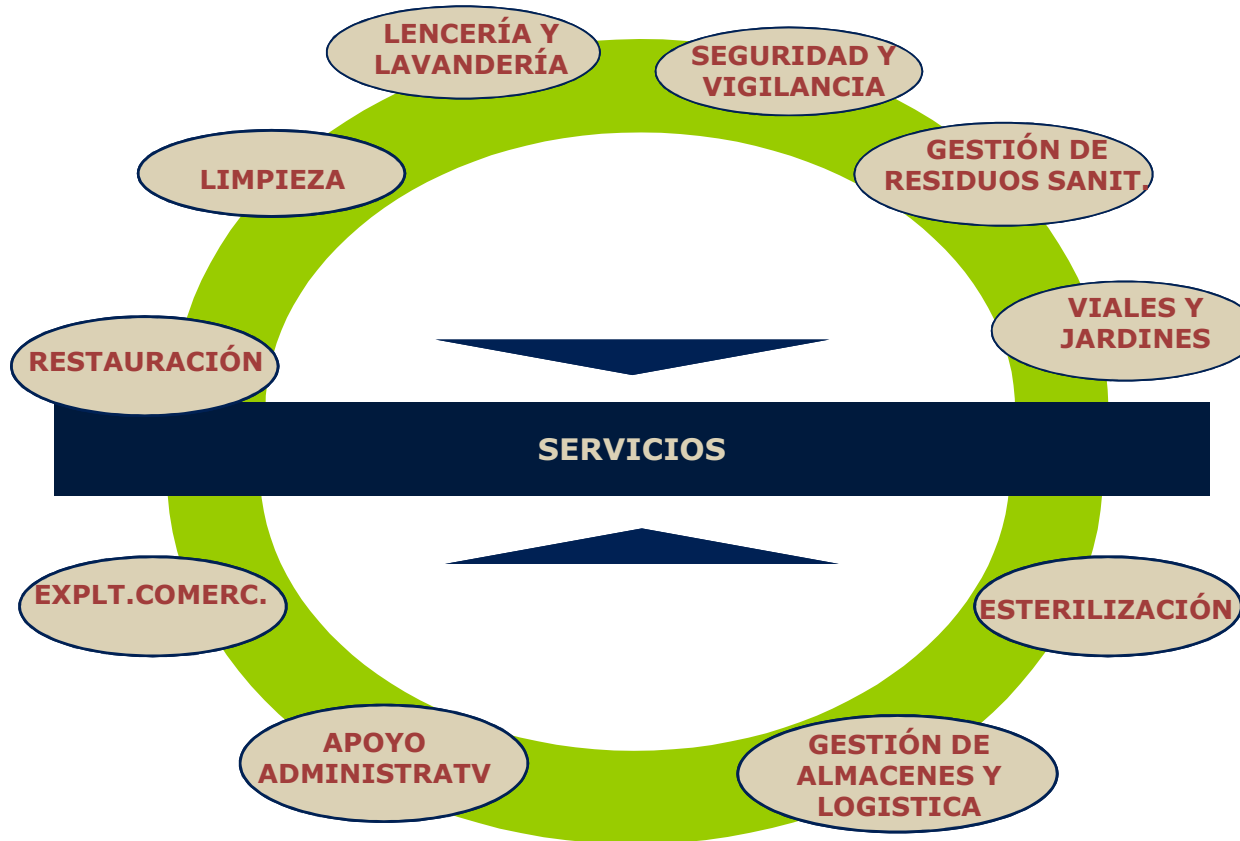 LENCERÍA Y
LAVANDERÍA
SEGURIDAD Y
VIGILANCIA
LIMPIEZA
GESTIÓN DE
RESIDUOS SANIT.
RESTAURACIÓN
VIALES Y
JARDINES
SERVICIOS
EXPLT.COMERC.
ESTERILIZACIÓN
APOYO
ADMINISTRATV
GESTIÓN DE
ALMACENES Y
LOGISTICA